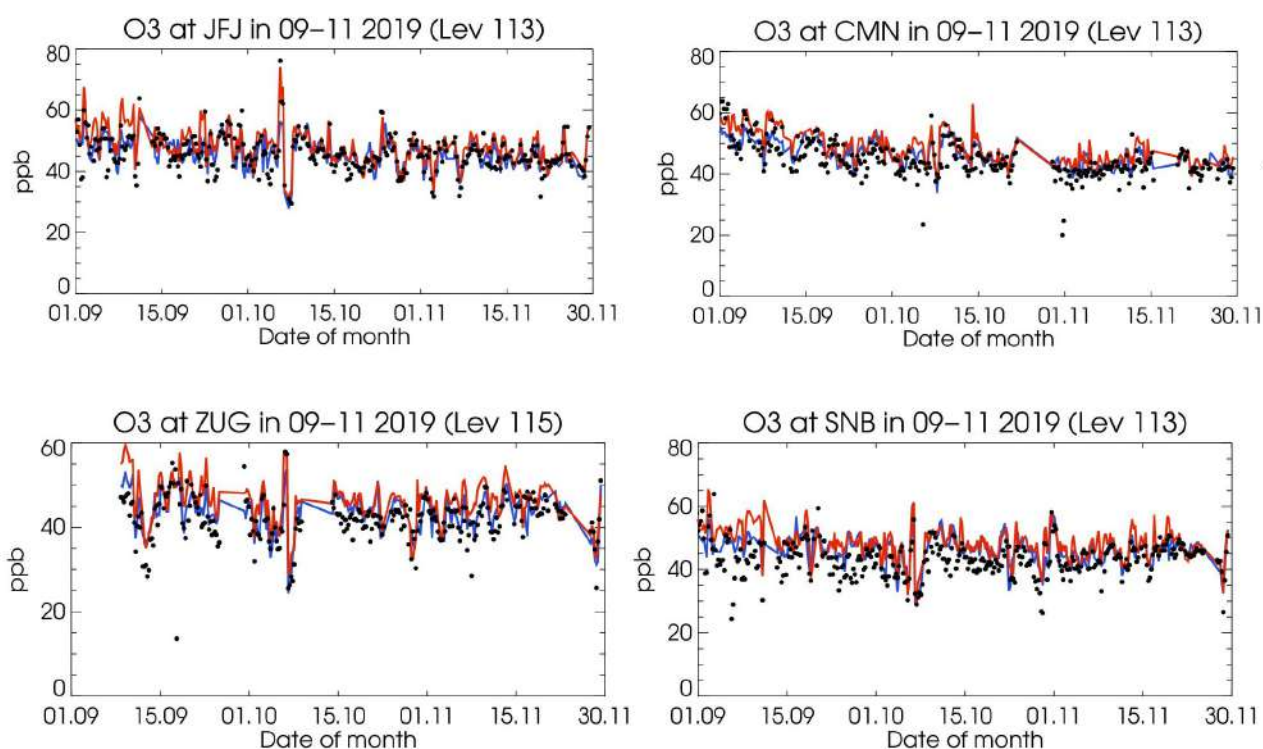 O3 at JFJ in 09–11 2019 (Lev 113)
80
60
40
20
0
ppb
01.09 15.09 01.10 15.10 01.11 15.11 30.11
Date of month
O3 at CMN in 09–11 2019 (Lev 113)
80
60
40
20
0
ppb
01.09 15.09 01.10 15.10 01.11 15.11 30.11
Date of month
O3 at ZUG in 09–11 2019 (Lev 115)
60
50
40
30
20
10
0
ppb
01.09 15.09 01.10 15.10 01.11 15.11 30.11
Date of month
O3 at SNB in 09–11 2019 (Lev 113)
80
60
40
20
0
ppb
01.09 15.09 01.10 15.10 01.11 15.11 30.11
Date of month